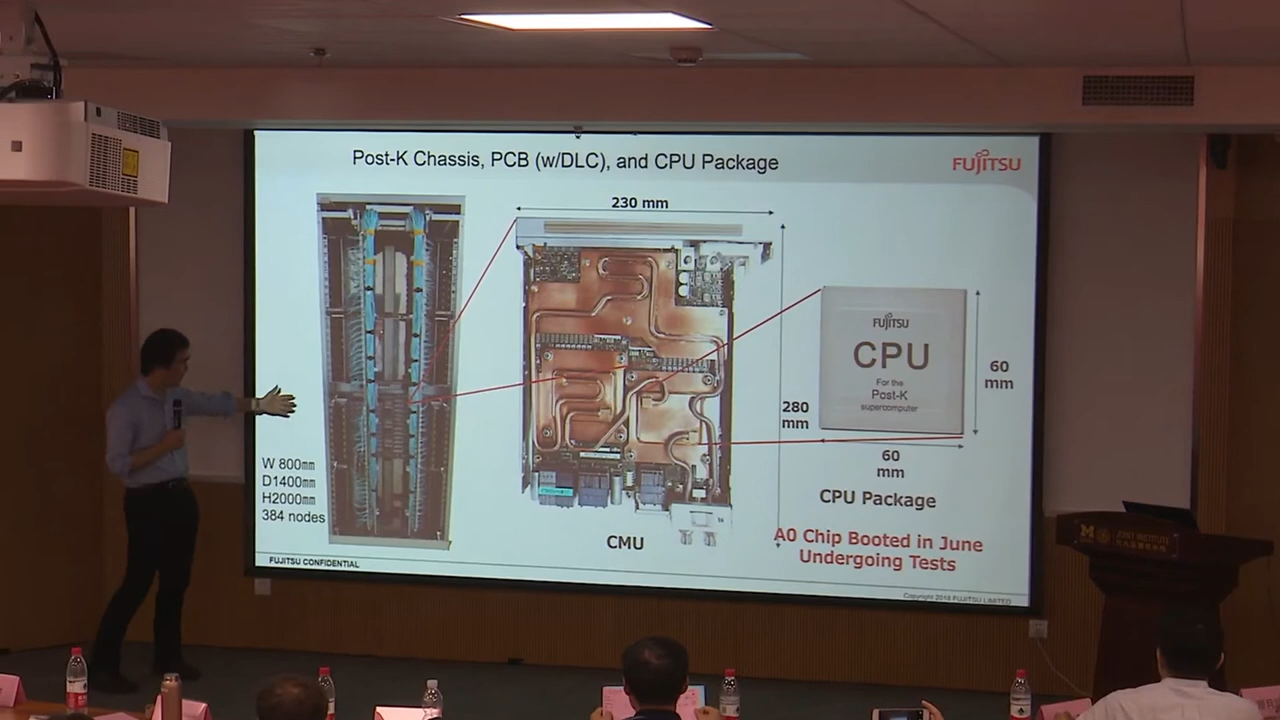 Post-K Chassis, PCB (w/DLC), and CPU Package
FUJITSU
230 mm
FUJITSU
CPU
For the
Post-K
supercomputer
60
mm
280
mm
60
mm
W 800mm
D1400mm
H2000mm
384 nodes
CPU Package
CMU
A0 Chip Booted in June
Undergoing Tests
FUJITSU CONFIDENTIAL
Copyright 2018 FUJITSU LIMITED
M
JOINT INSTITUTE